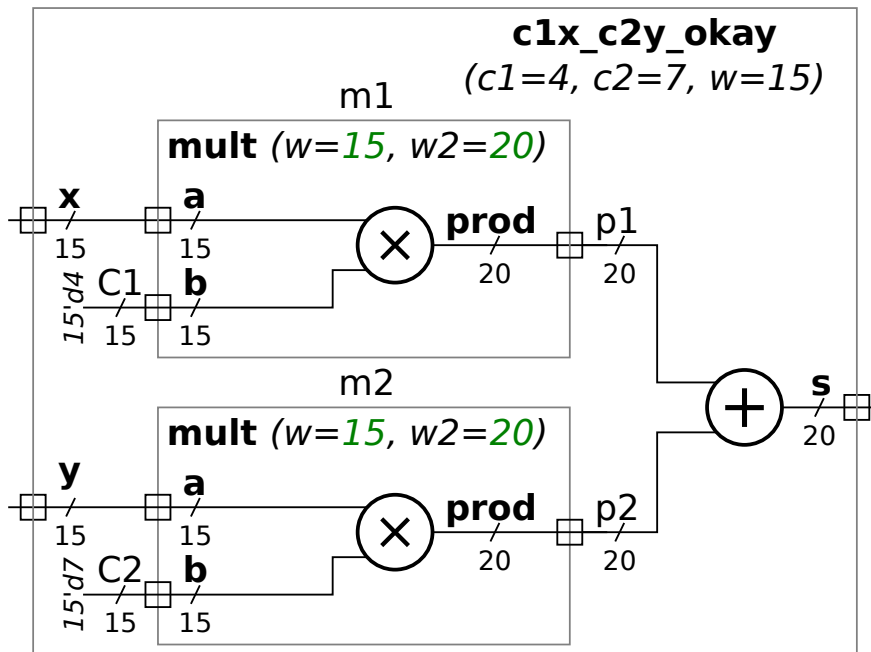 c1x_c2y_okay
(c1=4, c2=7, w=15)
m1
mult (w=15, w2=20)
x
15
a
15
prod
20
p1
20
15'd4
C1
15
b
15
m2
mult (w=15, w2=20)
s
20
y
15
a
15
prod
20
p2
20
15'd7
C2
15
b
15